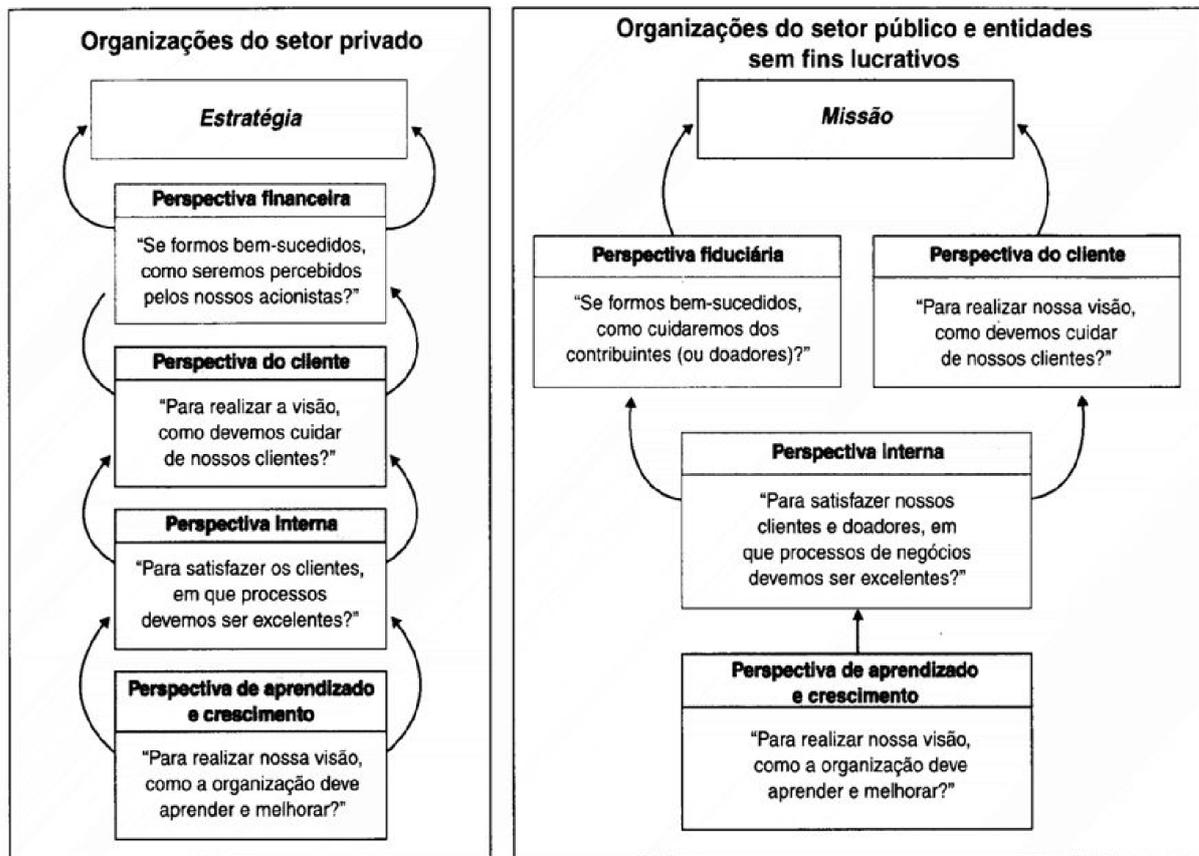 Organizações do setor privado
Estratégia
Perspectiva financeira
“Se formos bem-sucedidos,
como seremos percebidos
pelos nossos acionistas?”
Perspectiva do cliente
“Para realizar a visão,
como devemos cuidar
de nossos clientes?”
Perspectiva interna
“Para satisfazer os clientes,
em que processos
devemos ser excelentes?”
Perspectiva de aprendizado
e crescimento
“Para realizar nossa visão,
como a organização deve
aprender e melhorar?”
Organizações do setor público e entidades
sem fins lucrativos
Missão
Perspectiva fiduciária
“Se formos bem-sucedidos,
como cuidaremos dos
contribuintes (ou doadores)?”
Perspectiva do cliente
“Para realizar nossa visão,
como devemos cuidar
de nossos clientes?”
Perspectiva interna
“Para satisfazer nossos
clientes e doadores, em
que processos de negócios
devemos ser excelentes?”
Perspectiva de aprendizado
e crescimento
“Para realizar nossa visão,
como a organização deve
aprender e melhorar?”